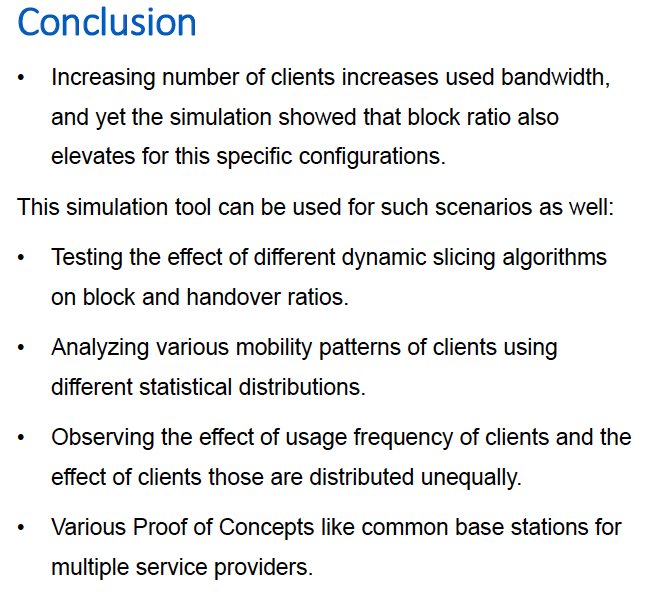 Conclusion
• Increasing number of clients increases used bandwidth,
and yet the simulation showed that block ratio also
elevates for this specific configurations.
This simulation tool can be used for such scenarios as well:
• Testing the effect of different dynamic slicing algorithms
on block and handover ratios.
• Analyzing various mobility patterns of clients using
different statistical distributions.
• Observing the effect of usage frequency of clients and the
effect of clients those are distributed unequally.
• Various Proof of Concepts like common base stations for
multiple service providers.